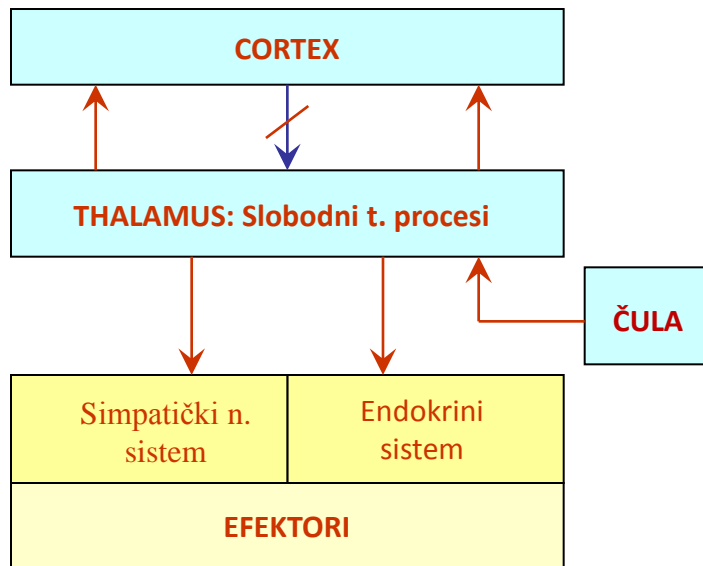 CORTEX
THALAMUS: Slobodni t. procesi
ČULA
Simpatički n.
sistem
Endokrini
sistem
EFEKTORI